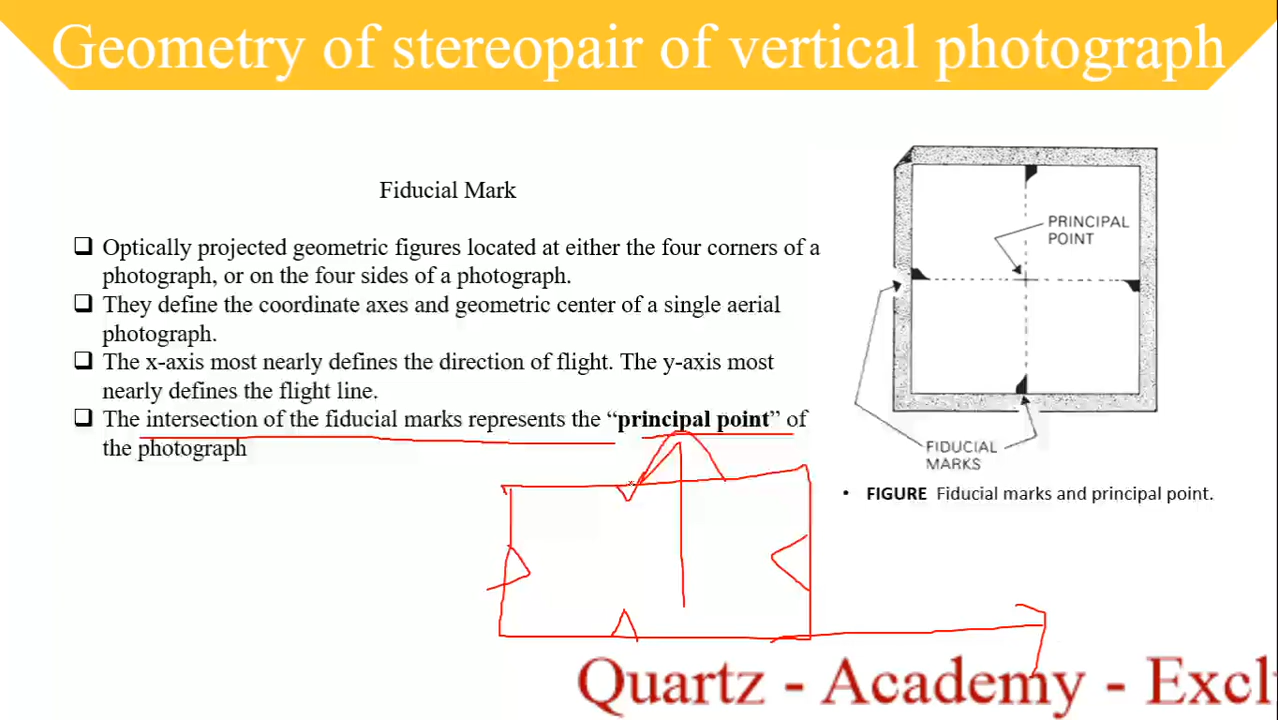 Geometry of stereopair of vertical photograph
Fiducial Mark
Optically projected geometric figures located at either the four corners of a
photograph, or on the four sides of a photograph.
They define the coordinate axes and geometric center of a single aerial
photograph.
The x-axis most nearly defines the direction of flight. The y-axis most
nearly defines the flight line.
The intersection of the fiducial marks represents the “principal point” of
the photograph
PRINCIPAL
POINT
FIDUCIAL
MARKS
• FIGURE Fiducial marks and principal point.
Quartz - Academy - Excl